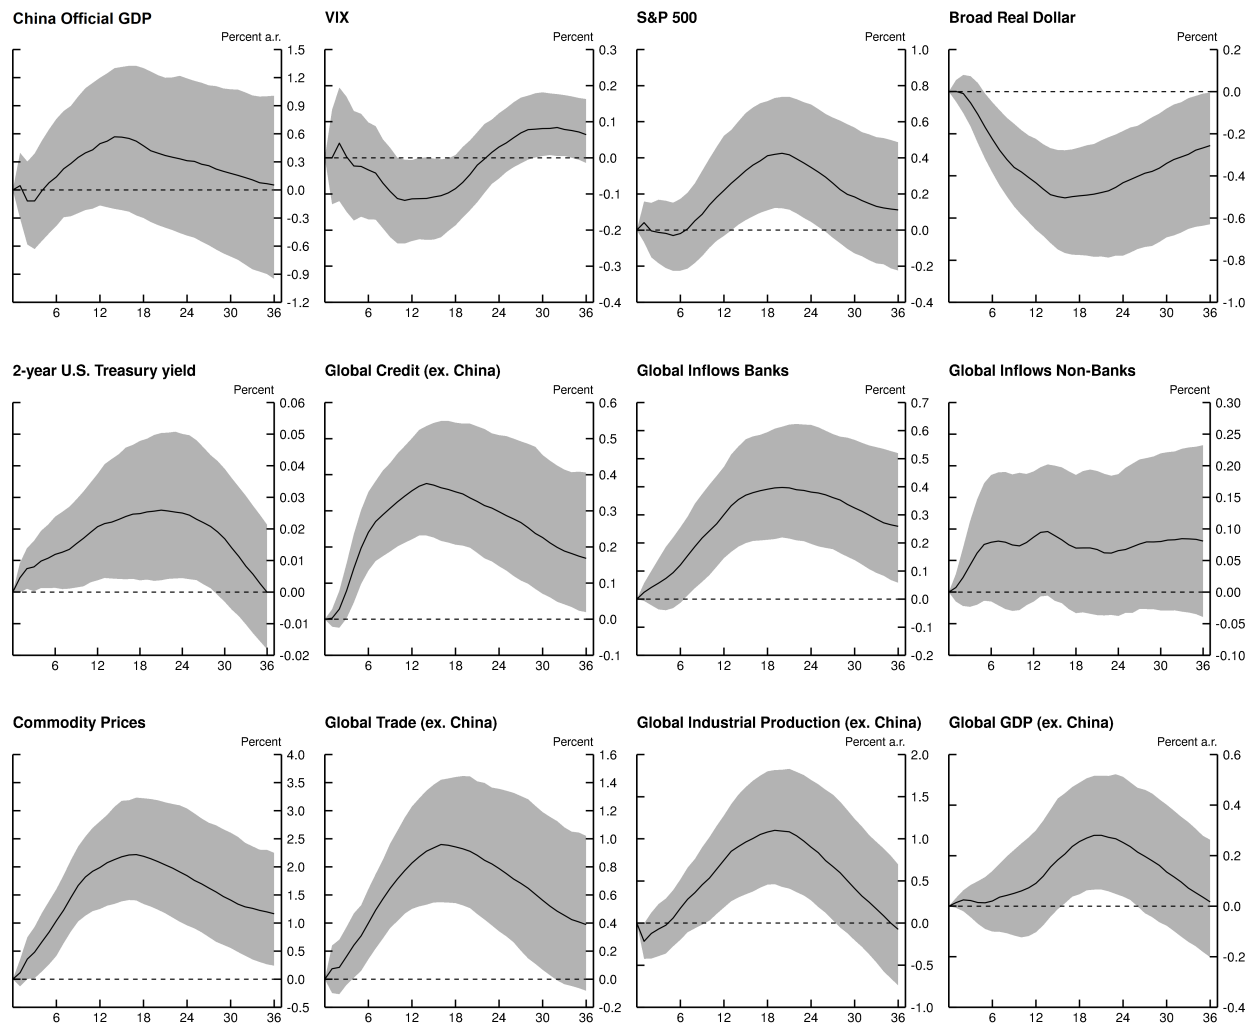 China Official GDP
Percent a.r.
1.5
1.2
0.9
0.6
0.3
0.0
-0.3
-0.6
-0.9
-1.2
6 12 18 24 30 36
VIX
Percent
0.3
0.2
0.1
0.0
-0.1
-0.2
-0.3
-0.4
6 12 18 24 30 36
S&P 500
Percent
1.0
0.8
0.6
0.4
0.2
0.0
-0.2
-0.4
6 12 18 24 30 36
Broad Real Dollar
Percent
0.2
0.0
-0.2
-0.4
-0.6
-0.8
-1.0
6 12 18 24 30 36
2-year U.S. Treasury yield
Percent
0.06
0.05
0.04
0.03
0.02
0.01
0.00
-0.01
-0.02
6 12 18 24 30 36
Global Credit (ex. China)
Percent
0.6
0.5
0.4
0.3
0.2
0.1
0.0
-0.1
6 12 18 24 30 36
Global Inflows Banks
Percent
0.7
0.6
0.5
0.4
0.3
0.2
0.1
0.0
-0.1
-0.2
6 12 18 24 30 36
Global Inflows Non-Banks
Percent
0.30
0.25
0.20
0.15
0.10
0.05
0.00
-0.05
-0.10
6 12 18 24 30 36
Commodity Prices
Percent
4.0
3.5
3.0
2.5
2.0
1.5
1.0
0.5
0.0
-0.5
6 12 18 24 30 36
Global Trade (ex. China)
Percent
1.6
1.4
1.2
1.0
0.8
0.6
0.4
0.2
0.0
-0.2
6 12 18 24 30 36
Global Industrial Production (ex. China)
Percent a.r.
2.0
1.5
1.0
0.5
0.0
-0.5
-1.0
6 12 18 24 30 36
Global GDP (ex. China)
Percent a.r.
0.6
0.4
0.2
0.0
-0.2
-0.4
6 12 18 24 30 36